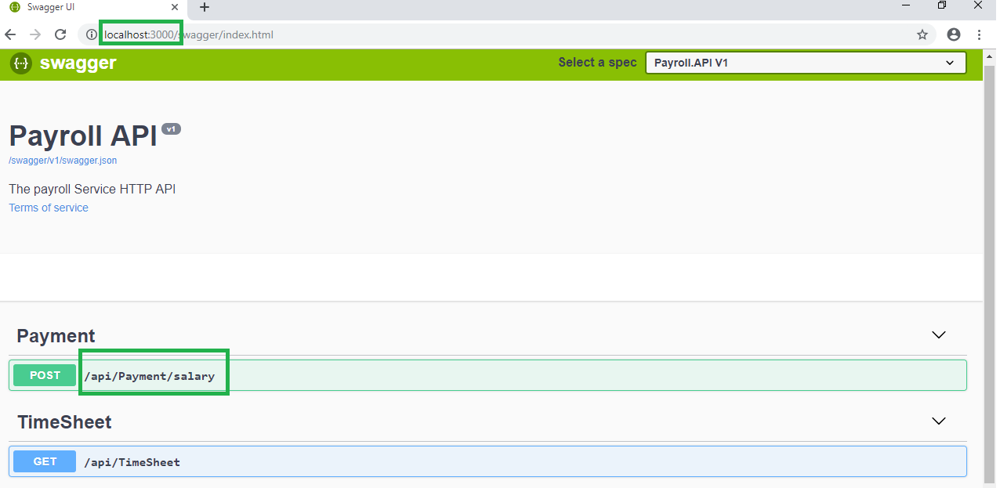 Swagger UI
localhost:3000/swagger/index.html
swagger
Select a spec
Payroll.API V1
Payroll API v1
/swagger/v1/swagger.json
The payroll Service HTTP API
Terms of service
Payment
POST /api/Payment/salary
TimeSheet
GET /api/TimeSheet